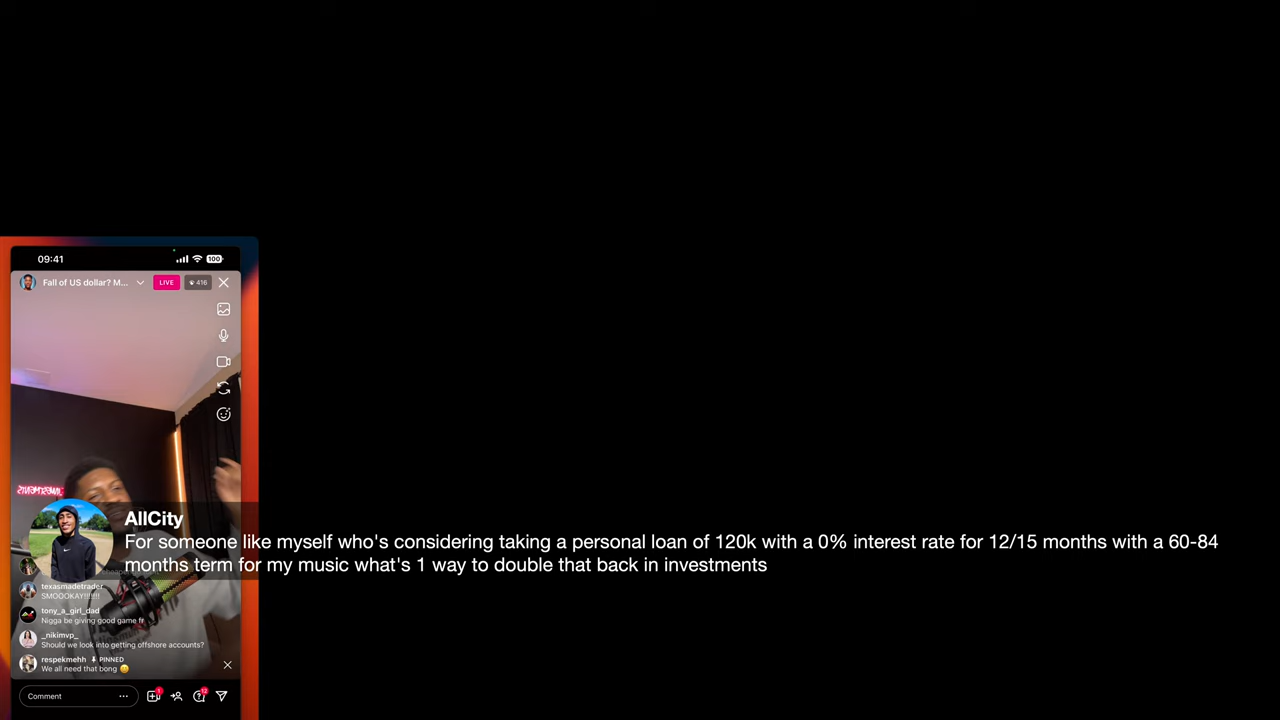 09:41
100
Fall of US dollar? M...
LIVE
416
AllCity
For someone like myself who's considering taking a personal loan of 120k with a 0% interest rate for 12/15 months with a 60-84
months term for my music what's 1 way to double that back in investments
texasmadetrader
SMOOOKAY!!!!!!!
tony_a_girl_dad
Nigga be giving good game fr
_nikimvp_
Should we look into getting offshore accounts?
respekmehh PINNED
We all need that bong 😂
Comment
1
12